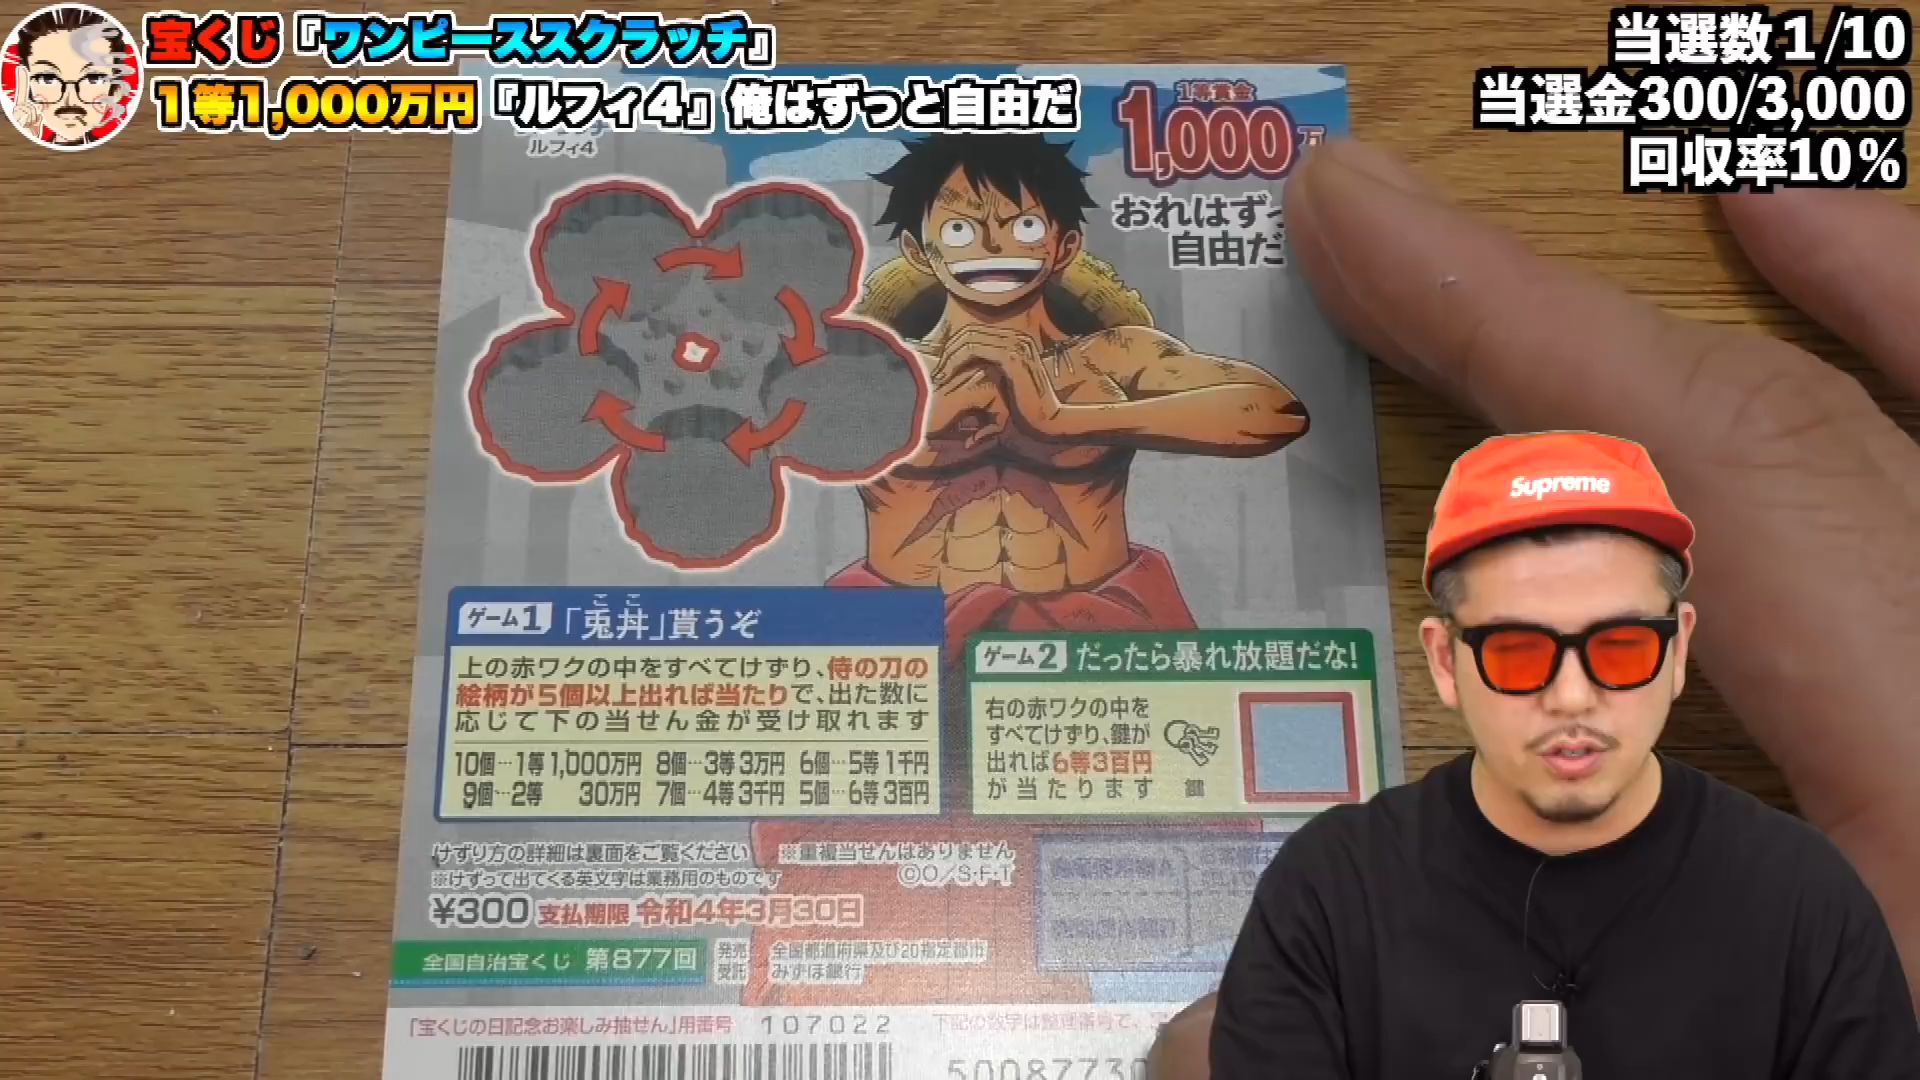 宝くじ『ワンピーススクラッチ』
1等1,000万円『ルフィ4』俺はずっと自由だ
当選数1/10
当選金300/3,000
回収率10%
ルフィ4
1等賞金
1,000万
おれはずっ
自由だ
ゲーム1「兎丼」貰うぞ
ここ
上の赤ワクの中をすべてけずり、侍の刀の
絵柄が5個以上出れば当たりで、出た数に
応じて下の当せん金が受け取れます
10個…1等1,000万円 8個…3等3万円 6個…5等1千円
9個…2等 30万円 7個…4等3千円 5個…6等3百円
ゲーム2 だったら暴れ放題だな!
右の赤ワクの中を
すべてけずり、鍵が
出れば6等3百円
が当たります
鍵
けずり方の詳細は裏面をご覧ください ※重複当せんはありません
※けずって出てくる英文字は業務用のものです ©O/S・F・T
¥300 支払期限 令和4年3月30日
全国自治宝くじ 第877回
発売 全国都道府県及び20指定都市
受託 みずほ銀行
「宝くじの日記念お楽しみ抽せん」用番号 107022 下記の数字は整理番号で、
50087730
Supreme